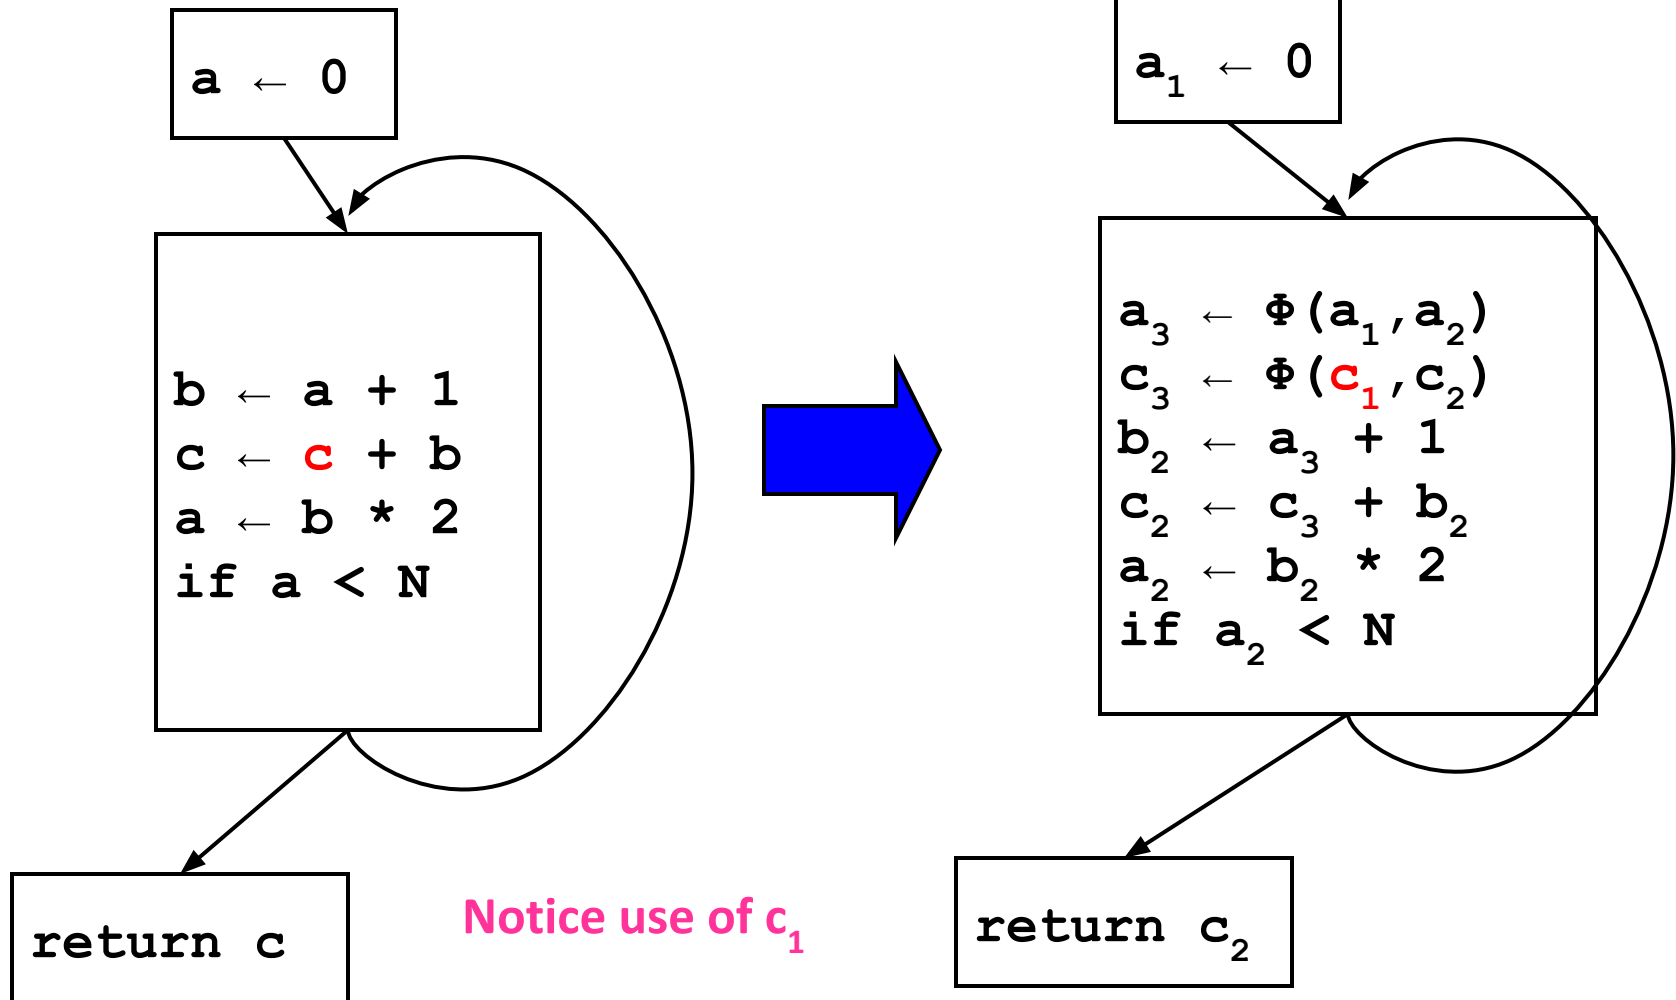 a ← 0
b ← a + 1
c ← c + b
a ← b * 2
if a < N
return c
Notice use of c₁
a₁ ← 0
a₃ ← Φ(a₁,a₂)
c₃ ← Φ(c₁,c₂)
b₂ ← a₃ + 1
c₂ ← c₃ + b₂
a₂ ← b₂ * 2
if a₂ < N
return c₂